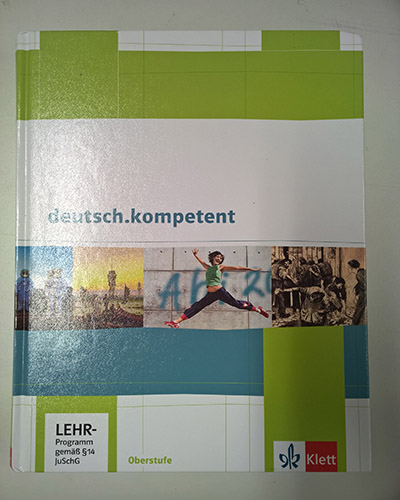 deutsch.kompetent
LEHR-
Programm
gemäß §14
JuSchG
Oberstufe
Klett